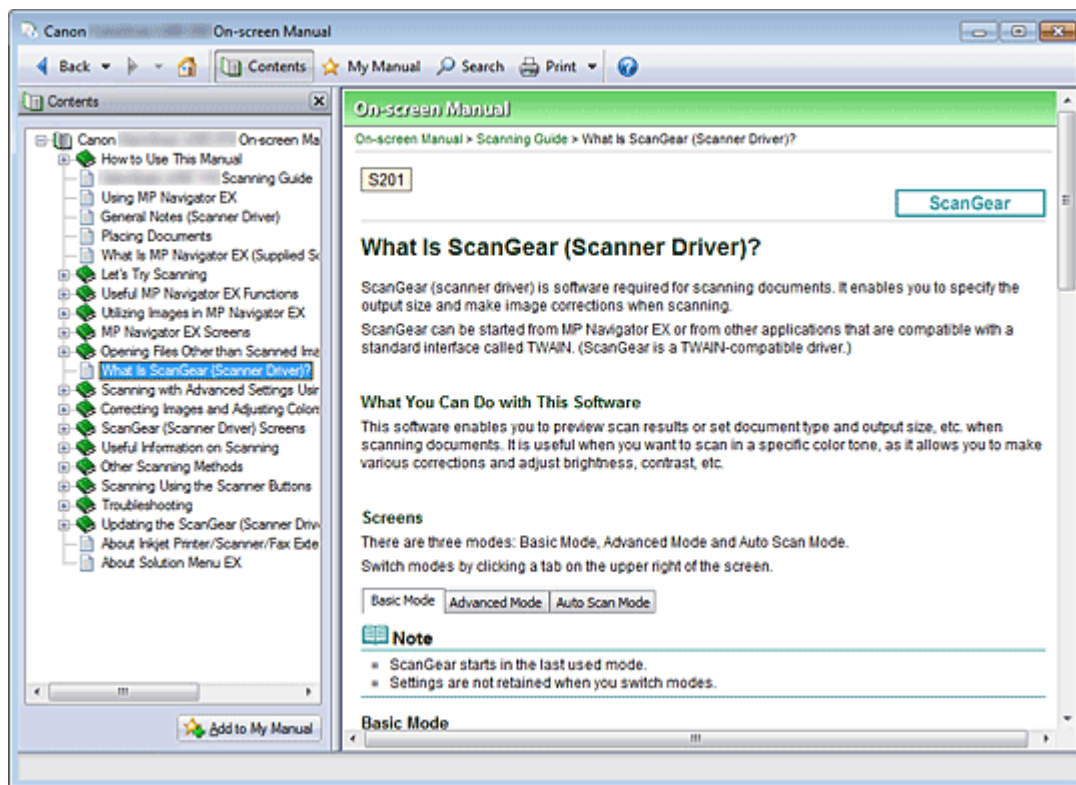 Canon On-screen Manual
Back Contents My Manual Search Print
Contents
Canon On-screen Ma
How to Use This Manual
Scanning Guide
Using MP Navigator EX
General Notes (Scanner Driver)
Placing Documents
What Is MP Navigator EX (Supplied Sc
Let's Try Scanning
Useful MP Navigator EX Functions
Utilizing Images in MP Navigator EX
MP Navigator EX Screens
Opening Files Other than Scanned Ima
What Is ScanGear (Scanner Driver)?
Scanning with Advanced Settings Usin
Correcting Images and Adjusting Colors
ScanGear (Scanner Driver) Screens
Useful Information on Scanning
Other Scanning Methods
Scanning Using the Scanner Buttons
Troubleshooting
Updating the ScanGear (Scanner Driv
About Inkjet Printer/Scanner/Fax Exte
About Solution Menu EX
Add to My Manual
On-screen Manual
On-screen Manual > Scanning Guide > What Is ScanGear (Scanner Driver)?
S201
ScanGear
What Is ScanGear (Scanner Driver)?
ScanGear (scanner driver) is software required for scanning documents. It enables you to specify the
output size and make image corrections when scanning.
ScanGear can be started from MP Navigator EX or from other applications that are compatible with a
standard interface called TWAIN. (ScanGear is a TWAIN-compatible driver.)
What You Can Do with This Software
This software enables you to preview scan results or set document type and output size, etc. when
scanning documents. It is useful when you want to scan in a specific color tone, as it allows you to make
various corrections and adjust brightness, contrast, etc.
Screens
There are three modes: Basic Mode, Advanced Mode and Auto Scan Mode.
Switch modes by clicking a tab on the upper right of the screen.
Basic Mode Advanced Mode Auto Scan Mode
Note
ScanGear starts in the last used mode.
Settings are not retained when you switch modes.
Basic Mode